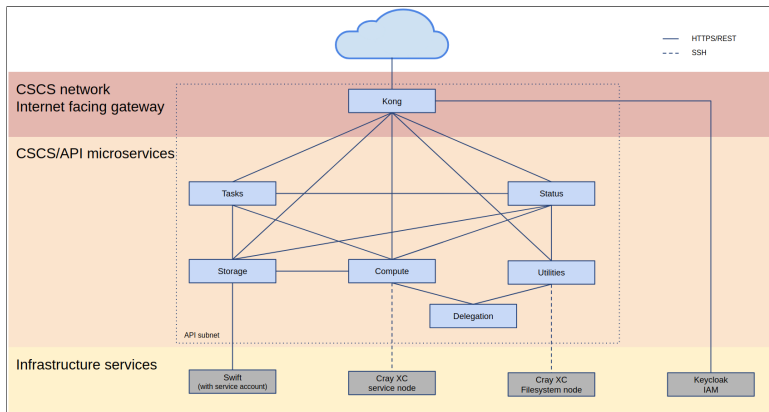 HTTPS/REST
SSH
CSCS network
Internet facing gateway
Kong
CSCS/API microservices
Tasks
Status
Storage
Compute
Utilities
Delegation
API subnet
Infrastructure services
Swift
(with service account)
Cray XC
service node
Cray XC
Filesystem node
Keycloak
IAM